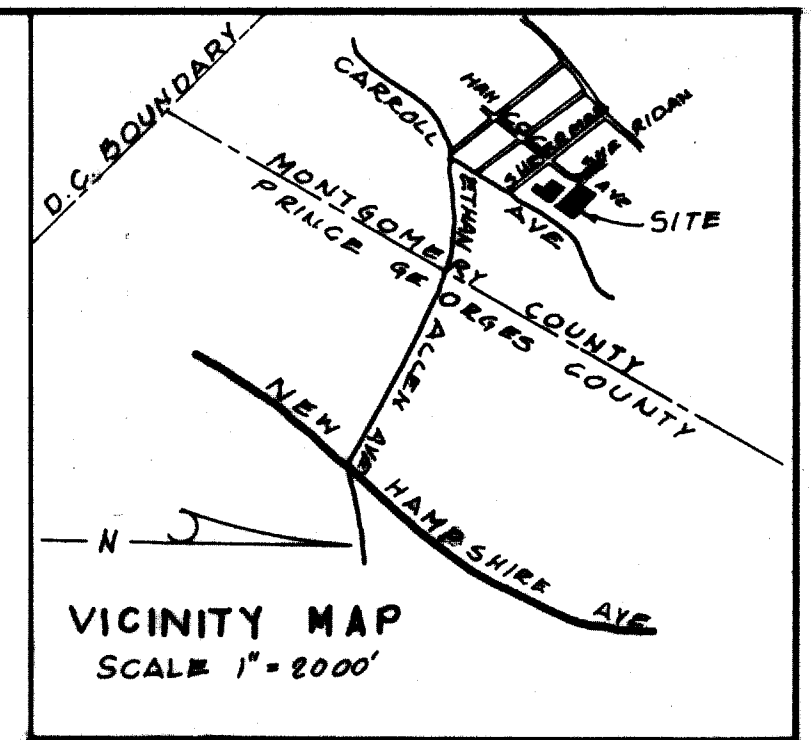 D.C. BOUNDARY
CARROLL
AVE
HANCOCK
AVE
SHERMAN
SHERIDAN
SITE
MONTGOMERY COUNTY
PRINCE GEORGES COUNTY
ETHAN ALLEN AVE
NEW HAMPSHIRE AVE
N
VICINITY MAP
SCALE 1" = 2000'